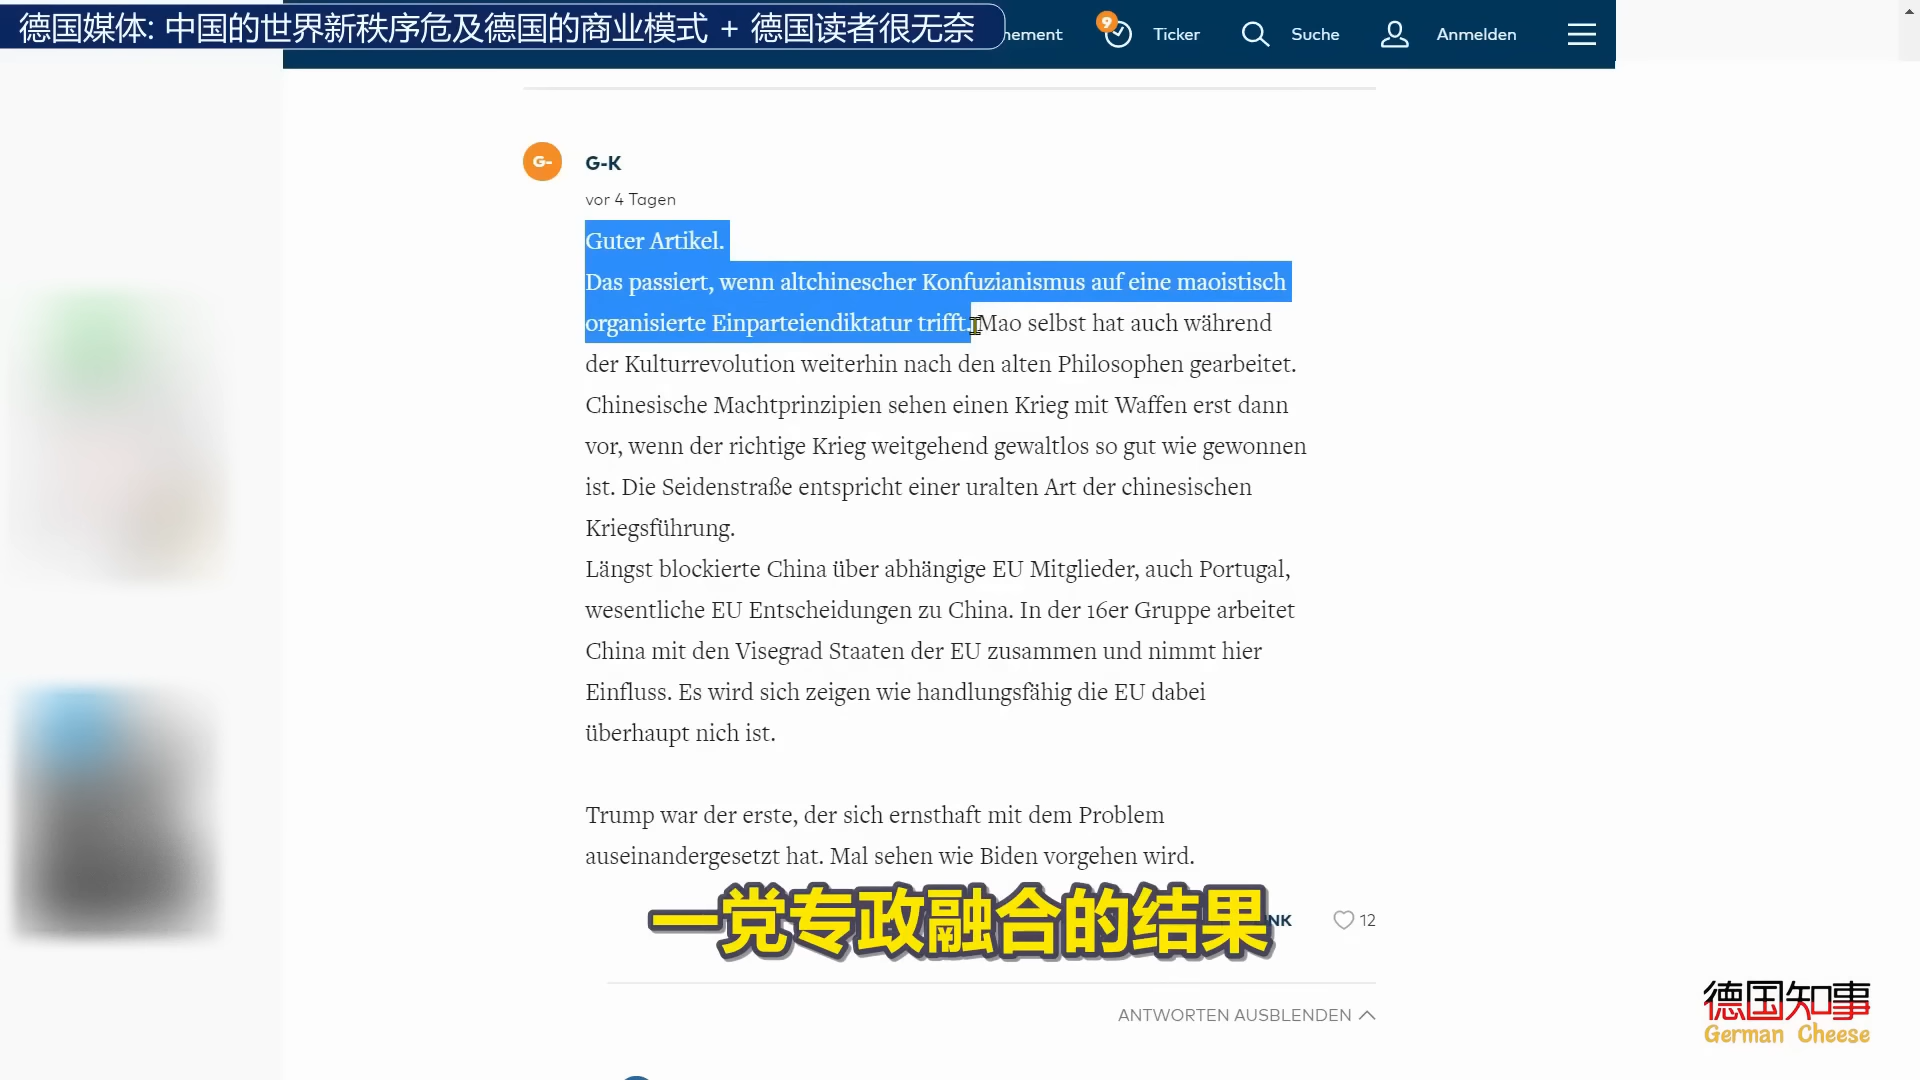 德国媒体: 中国的世界新秩序危及德国的商业模式 + 德国读者很无奈
nement
9
Ticker
Suche
Anmelden
G-
G-K
vor 4 Tagen
Guter Artikel.
Das passiert, wenn altchinescher Konfuzianismus auf eine maoistisch
organisierte Einparteiendiktatur trifft. Mao selbst hat auch während
der Kulturrevolution weiterhin nach den alten Philosophen gearbeitet.
Chinesische Machtprinzipien sehen einen Krieg mit Waffen erst dann
vor, wenn der richtige Krieg weitgehend gewaltlos so gut wie gewonnen
ist. Die Seidenstraße entspricht einer uralten Art der chinesischen
Kriegsführung.
Längst blockierte China über abhängige EU Mitglieder, auch Portugal,
wesentliche EU Entscheidungen zu China. In der 16er Gruppe arbeitet
China mit den Visegrad Staaten der EU zusammen und nimmt hier
Einfluss. Es wird sich zeigen wie handlungsfähig die EU dabei
überhaupt nich ist.
Trump war der erste, der sich ernsthaft mit dem Problem
auseinandergesetzt hat. Mal sehen wie Biden vorgehen wird.
一党专政融合的结果
NK
12
ANTWORTEN AUSBLENDEN
德国知事
German Cheese